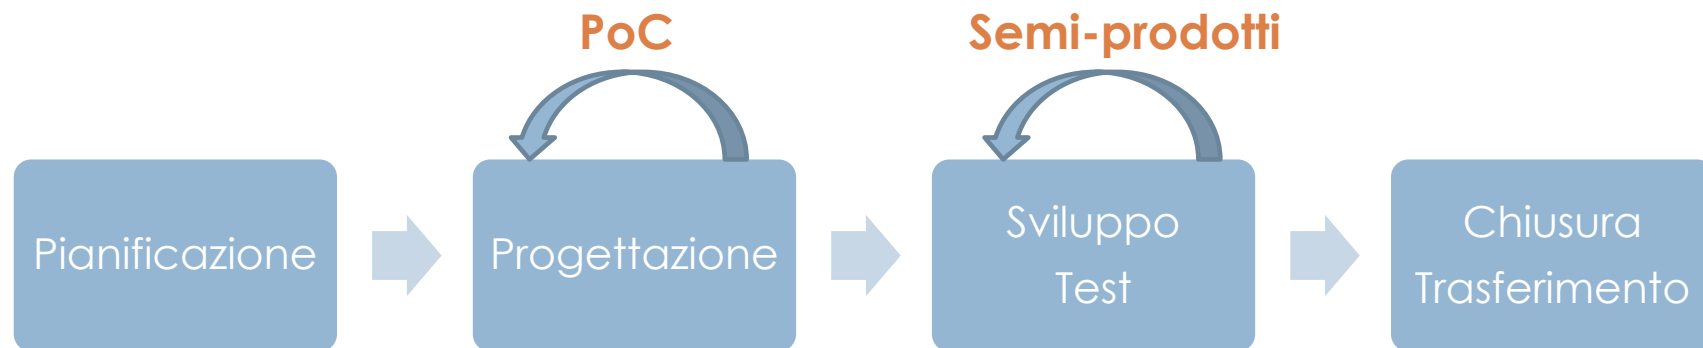 PoC
Semi-prodotti
Pianificazione
Progettazione
Sviluppo
Test
Chiusura
Trasferimento